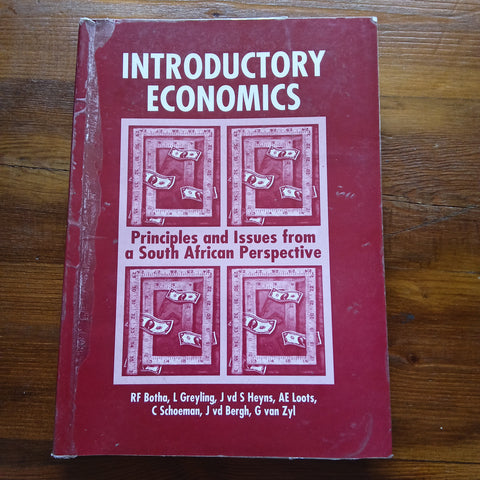 INTRODUCTORY
ECONOMICS
Principles and Issues from
a South African Perspective
RF Botha, L Greyling, J vd S Heyns, AE Loots,
C Schoeman, J vd Bergh, G van Zyl